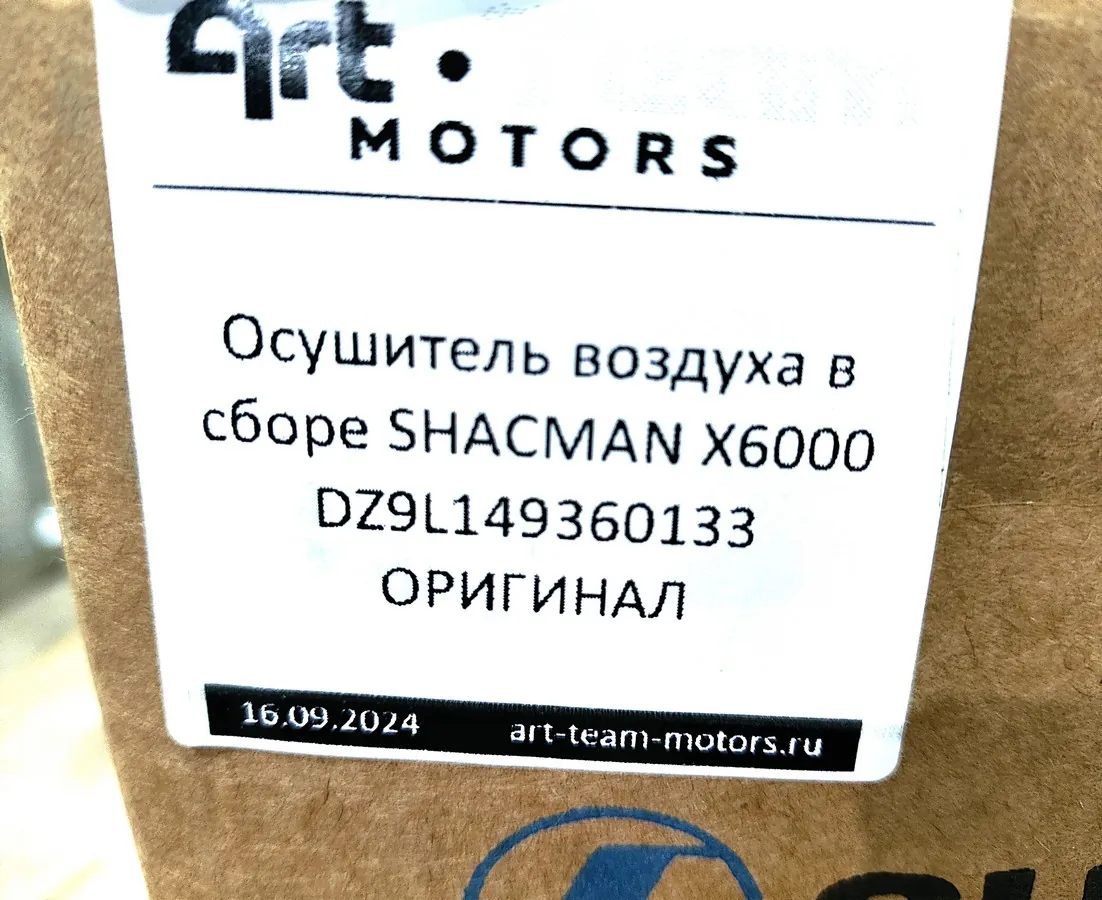 Art •
MOTORS
Осушитель воздуха в
сборе SHACMAN X6000
DZ9L149360133
ОРИГИНАЛ
16.09.2024 art-team-motors.ru